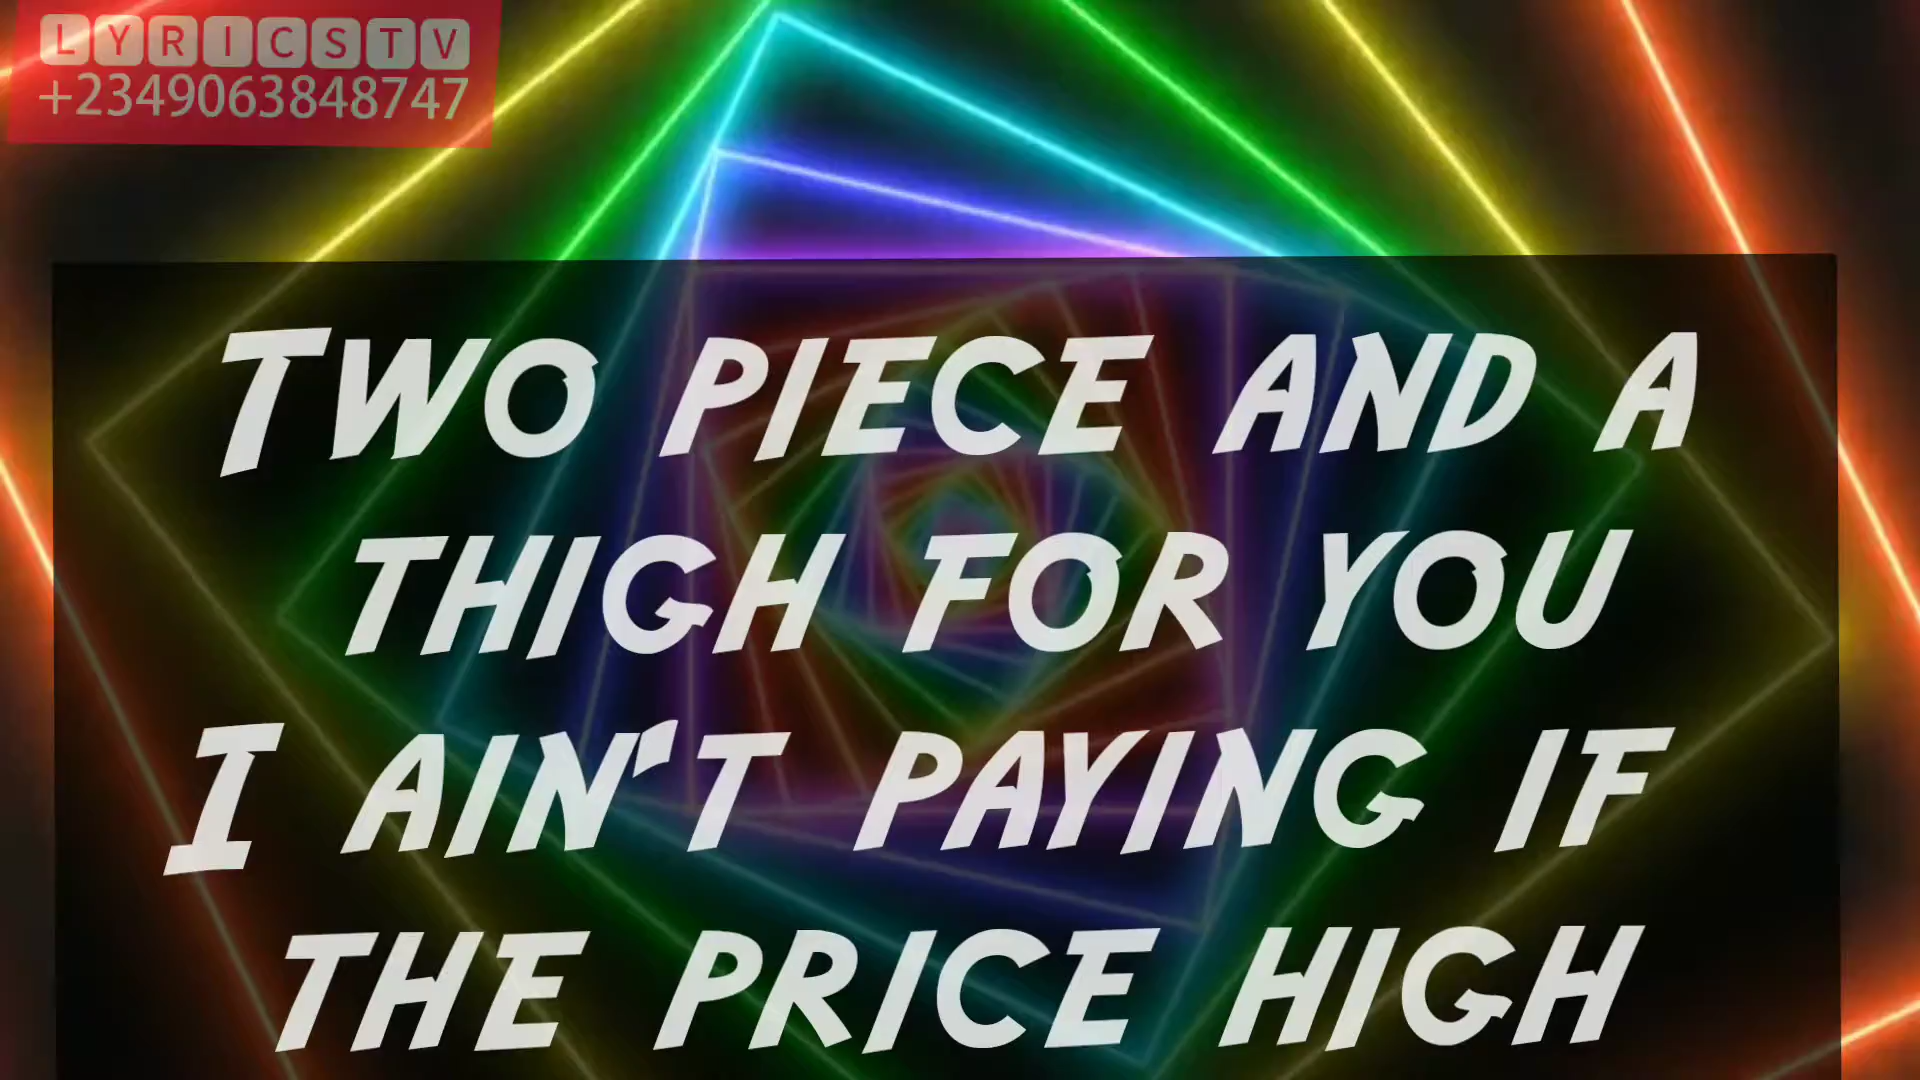 LYRICSTV
+2349063848747
TWO PIECE AND A
THIGH FOR YOU
I AIN'T PAYING IF
THE PRICE HIGH